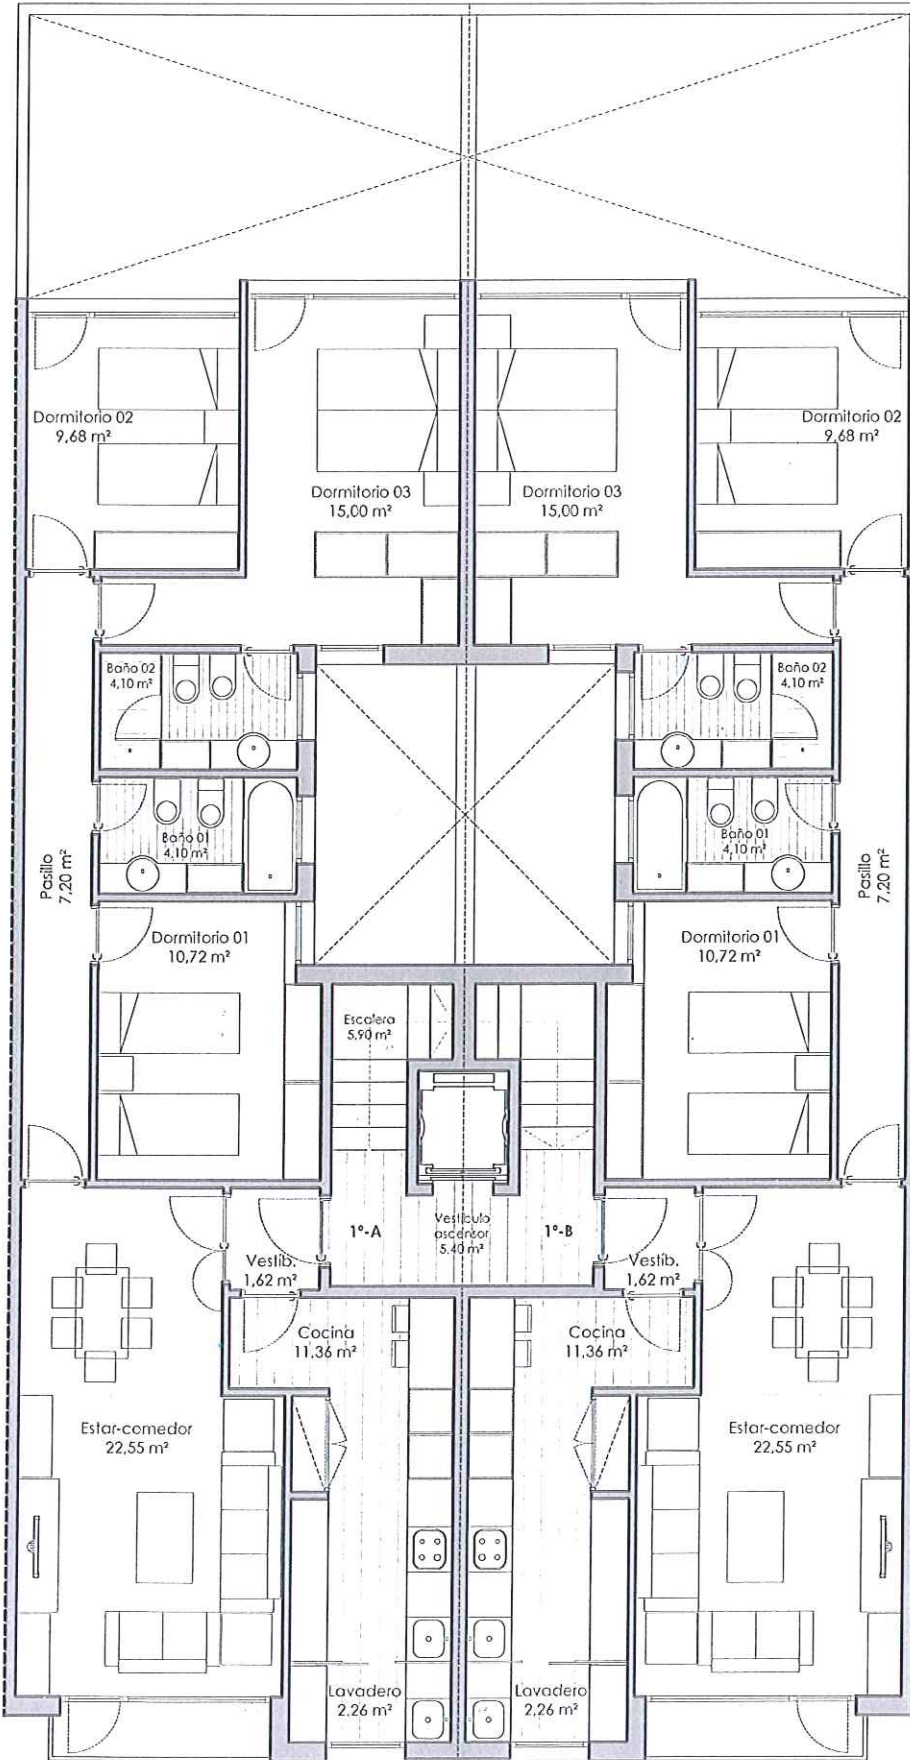 Dormitorio 02
9,68 m²
Dormitorio 02
9,68 m²
Dormitorio 03
15,00 m²
Dormitorio 03
15,00 m²
Baño 02
4,10 m²
Baño 02
4,10 m²
Baño 01
4,10 m²
Baño 01
4,10 m²
Pasillo
7,20 m²
Pasillo
7,20 m²
Dormitorio 01
10,72 m²
Dormitorio 01
10,72 m²
Escalera
5,90 m²
1º-A
Vestíbulo
ascensor
5,40 m²
1º-B
Vestib.
1,62 m²
Vestib.
1,62 m²
Cocina
11,36 m²
Cocina
11,36 m²
Estar-comedor
22,55 m²
Estar-comedor
22,55 m²
Lavadero
2,26 m²
Lavadero
2,26 m²